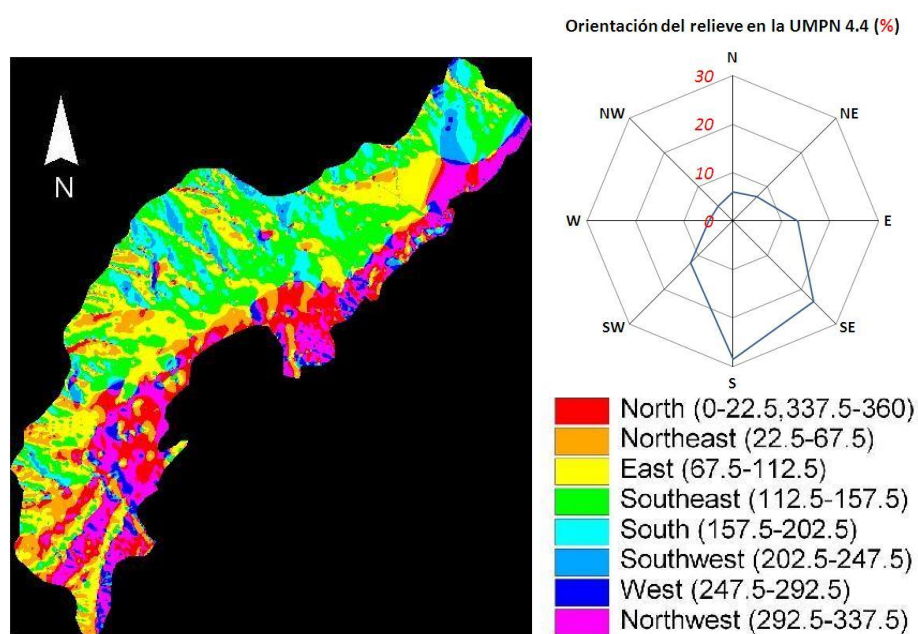 Orientación del relieve en la UMPN 4.4 (%)
N
30
NW
NE
20
10
W
0
E
SW
SE
S
N
North (0-22.5,337.5-360)
Northeast (22.5-67.5)
East (67.5-112.5)
Southeast (112.5-157.5)
South (157.5-202.5)
Southwest (202.5-247.5)
West (247.5-292.5)
Northwest (292.5-337.5)